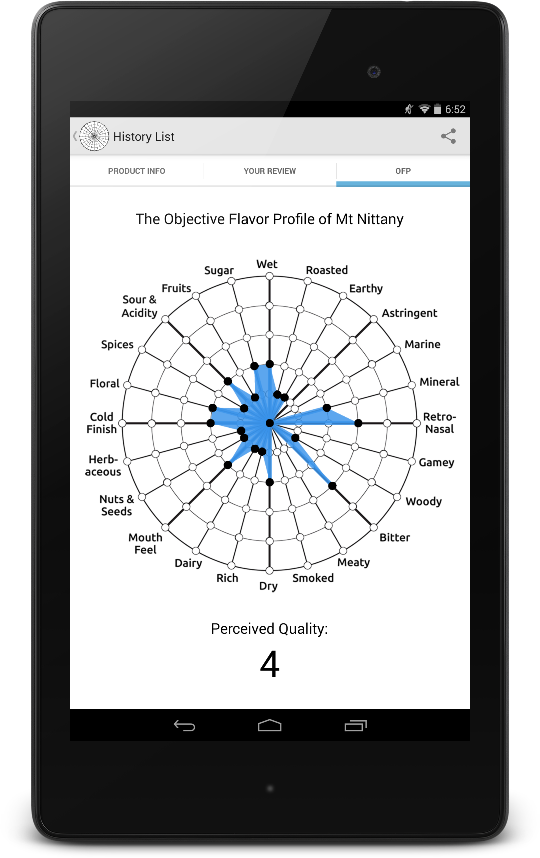 6:52
History List
PRODUCT INFO
YOUR REVIEW
OFP
The Objective Flavor Profile of Mt Nittany
Wet
Roasted
Earthy
Astringent
Marine
Mineral
Retro-
Nasal
Gamey
Woody
Bitter
Meaty
Smoked
Dry
Rich
Dairy
Mouth
Feel
Nuts &
Seeds
Herb-
aceous
Cold
Finish
Floral
Spices
Sour &
Acidity
Fruits
Sugar
Perceived Quality:
4